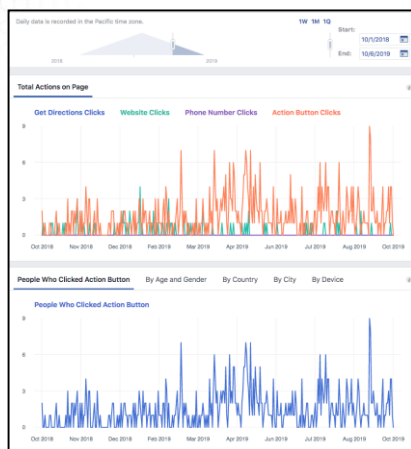 Daily data is recorded in the Pacific time zone.
1W 1M 1Q
Start:
10/1/2018
End:
10/6/2019
2018
2019
Total Actions on Page
Get Directions Clicks
Website Clicks
Phone Number Clicks
Action Button Clicks
9
6
3
0
Oct 2018
Nov 2018
Dec 2018
Jan 2019
Feb 2019
Mar 2019
Apr 2019
May 2019
Jun 2019
Jul 2019
Aug 2019
Oct 2019
People Who Clicked Action Button
By Age and Gender
By Country
By City
By Device
People Who Clicked Action Button
9
6
3
0
Oct 2018
Nov 2018
Dec 2018
Jan 2019
Feb 2019
Mar 2019
Apr 2019
May 2019
Jun 2019
Jul 2019
Aug 2019
Oct 2019